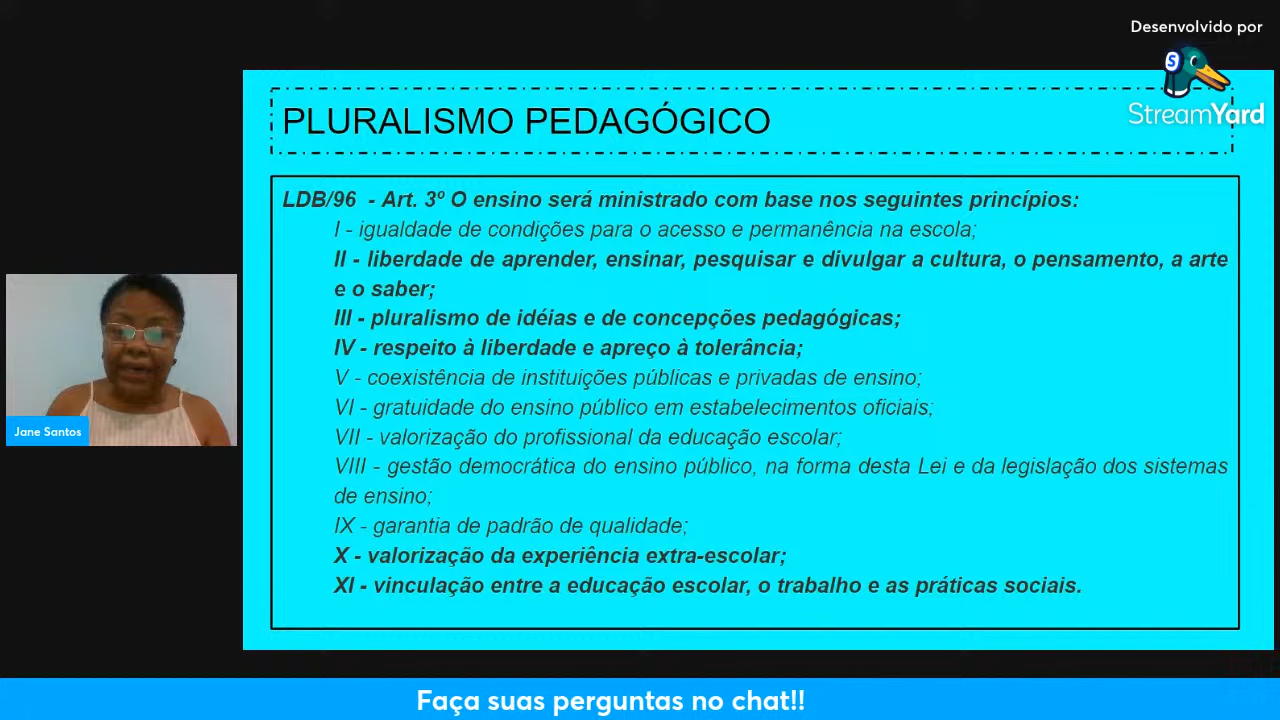 Desenvolvido por
StreamYard
PLURALISMO PEDAGÓGICO
LDB/96 - Art. 3º O ensino será ministrado com base nos seguintes princípios:
I - igualdade de condições para o acesso e permanência na escola;
II - liberdade de aprender, ensinar, pesquisar e divulgar a cultura, o pensamento, a arte
e o saber;
III - pluralismo de idéias e de concepções pedagógicas;
IV - respeito à liberdade e apreço à tolerância;
V - coexistência de instituições públicas e privadas de ensino;
VI - gratuidade do ensino público em estabelecimentos oficiais;
VII - valorização do profissional da educação escolar;
VIII - gestão democrática do ensino público, na forma desta Lei e da legislação dos sistemas
de ensino;
IX - garantia de padrão de qualidade;
X - valorização da experiência extra-escolar;
XI - vinculação entre a educação escolar, o trabalho e as práticas sociais.
Jane Santos
Faça suas perguntas no chat!!